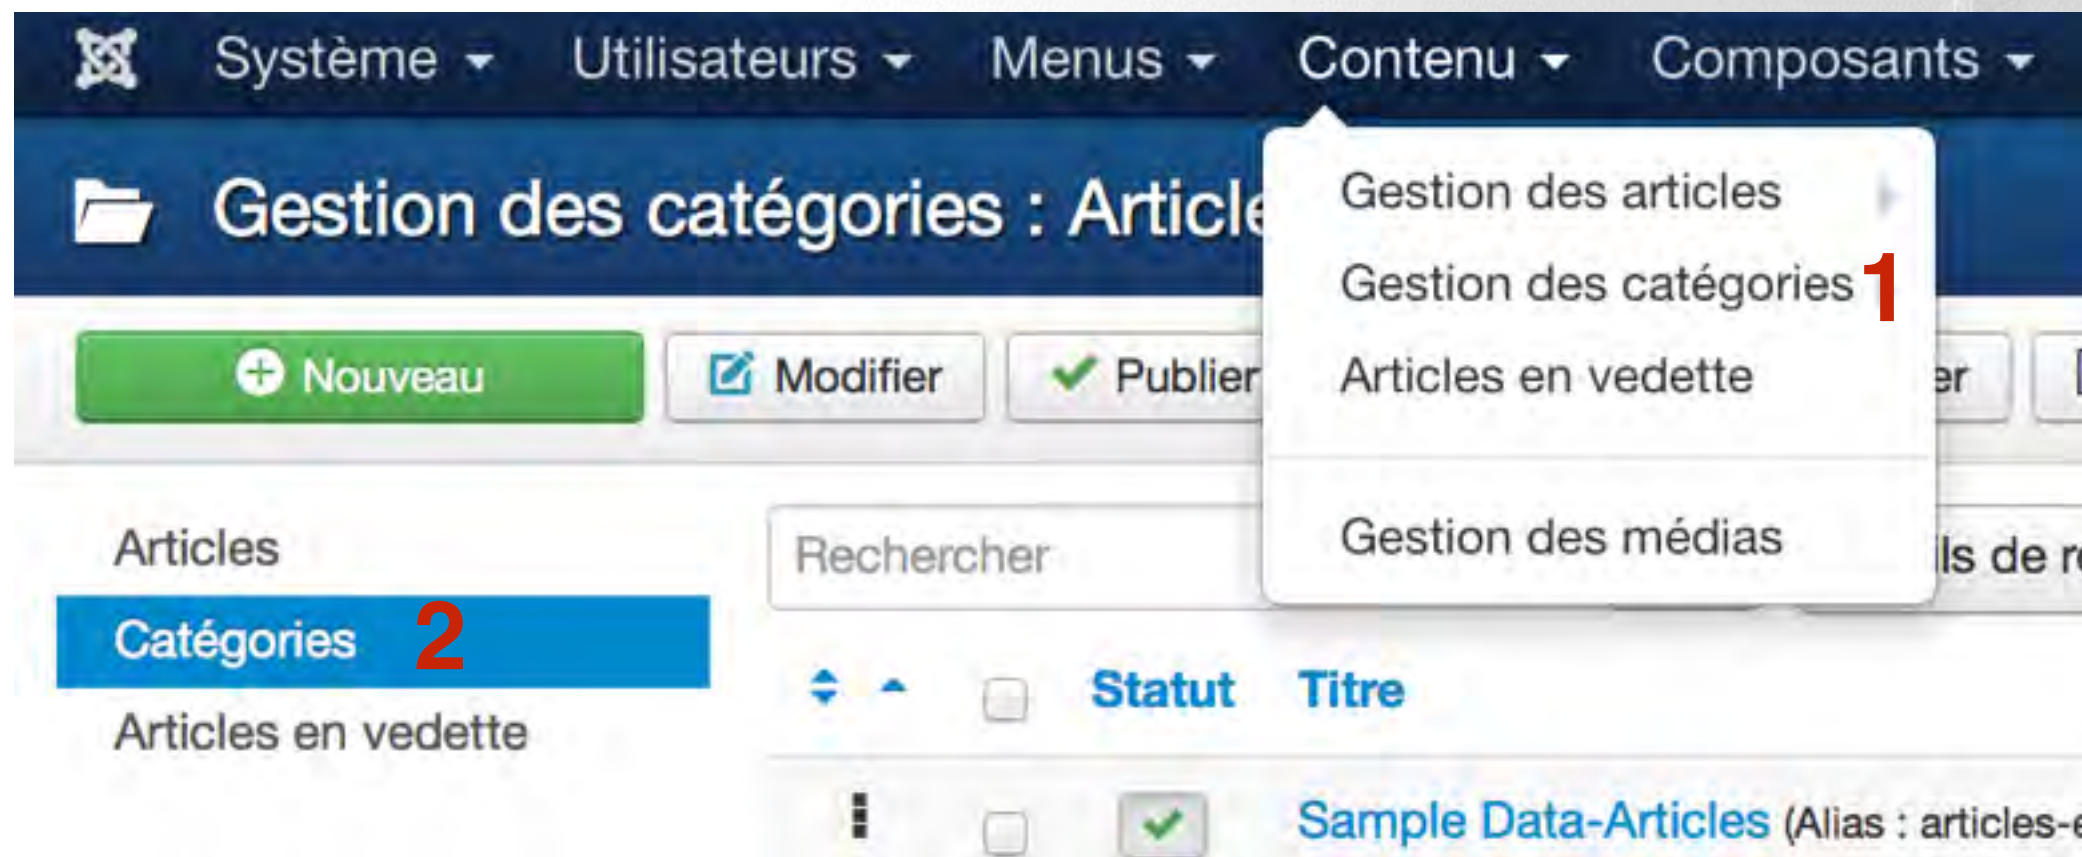 Système Utilisateurs Menus Contenu Composants
Gestion des catégories : Article
Gestion des articles
Gestion des catégories 1
Articles en vedette
Gestion des médias
Nouveau Modifier Publier er
Articles
Catégories 2
Articles en vedette
Rechercher ls de r
Statut Titre
Sample Data-Articles (Alias : articles-e